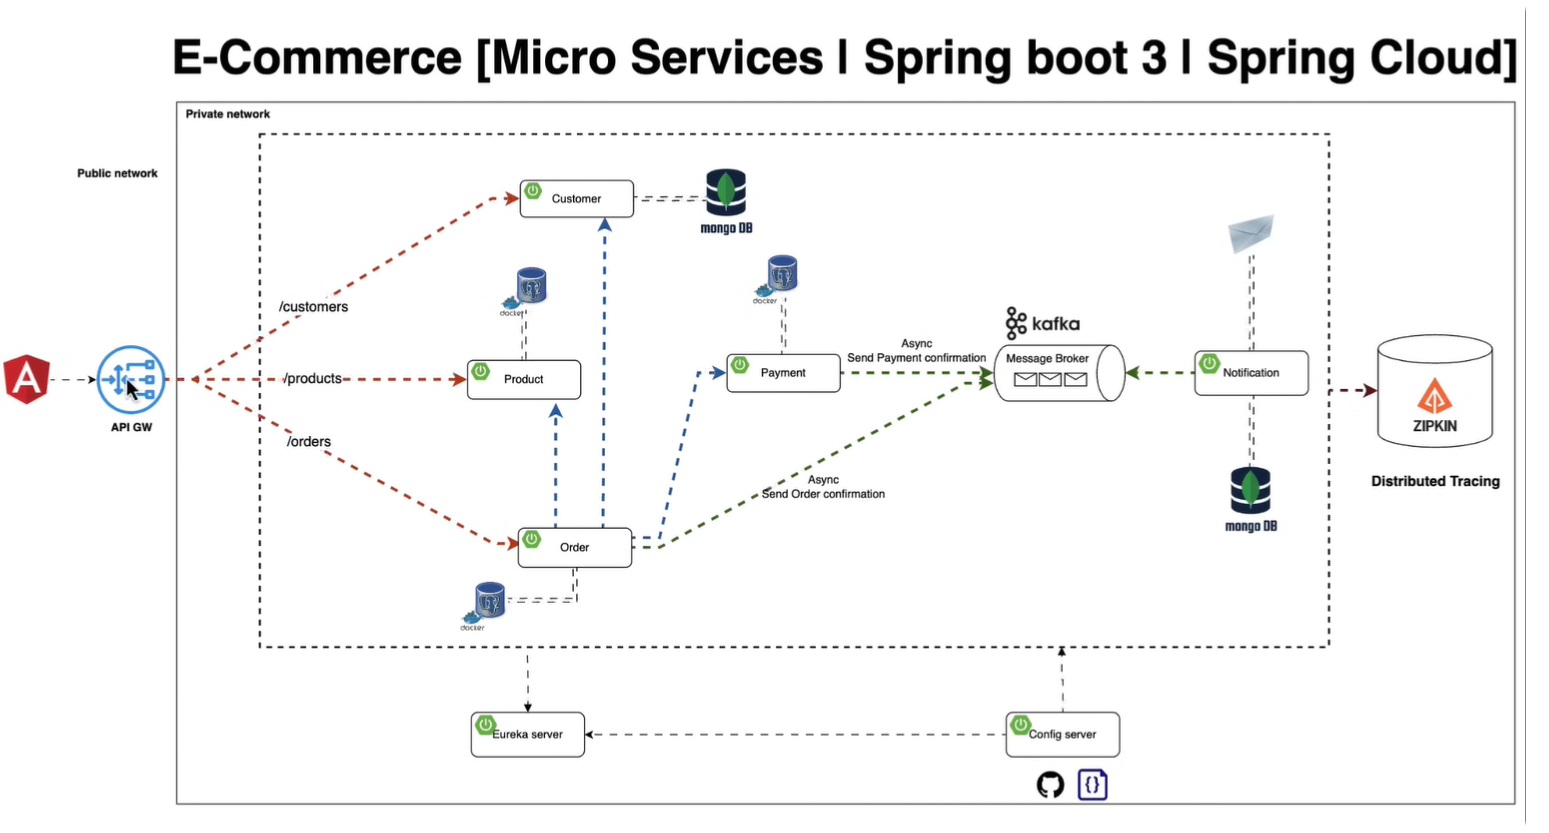 E-Commerce [Micro Services | Spring boot 3 | Spring Cloud]
Private network
Public network
Customer
mongo DB
docker
/customers
docker
kafka
Async
Send Payment confirmation
Message Broker
/products
Product
Payment
Notification
API GW
ZIPKIN
/orders
Distributed Tracing
Async
Send Order confirmation
mongo DB
Order
docker
Eureka server
Config server
{}